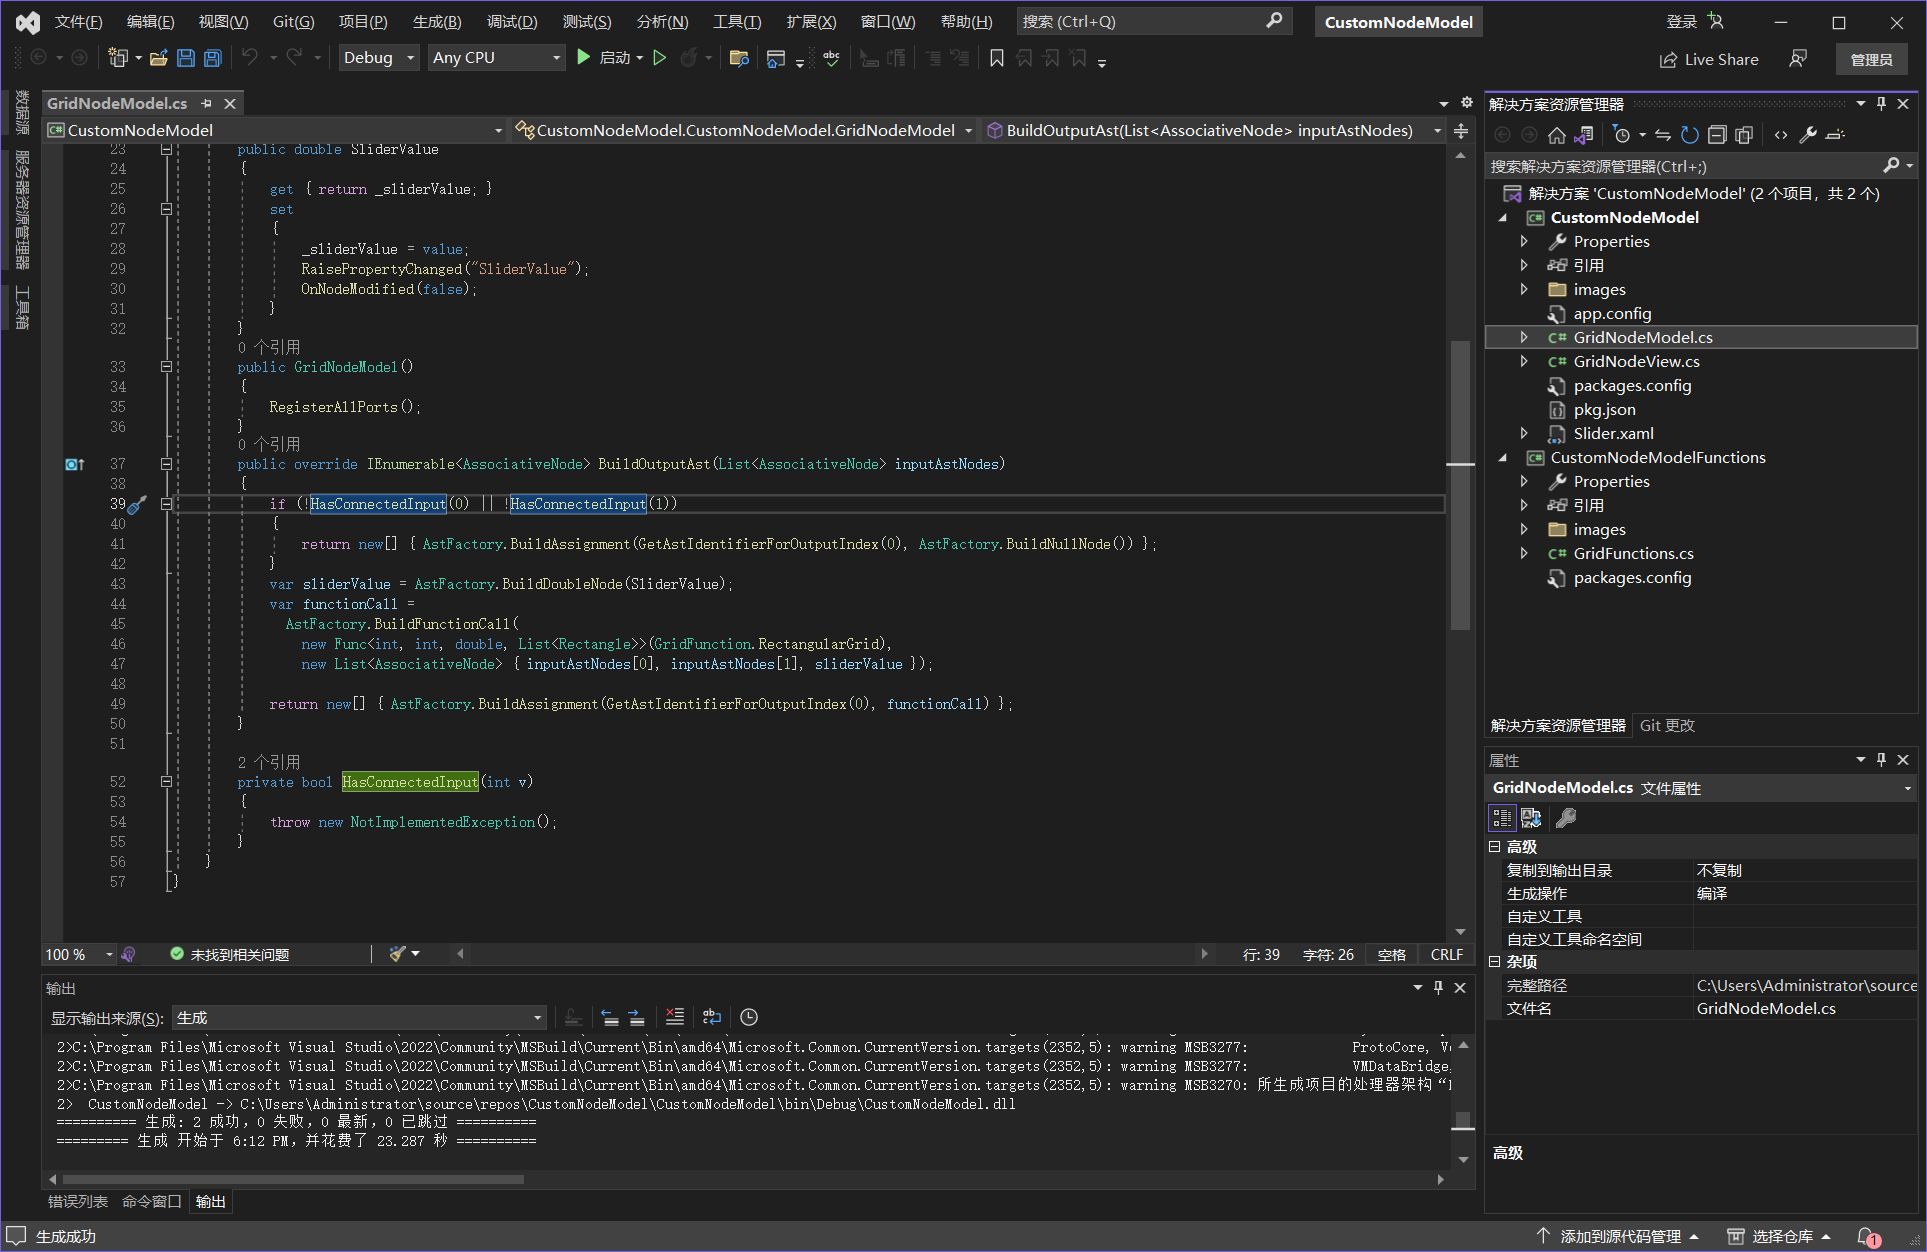 文件(F) 编辑(E) 视图(V) Git(G) 项目(P) 生成(B) 调试(D) 测试(S) 分析(N) 工具(T) 扩展(X) 窗口(W) 帮助(H) 搜索 (Ctrl+Q) CustomNodeModel 登录
Debug Any CPU 启动 Live Share 管理员
数据源
服务器资源管理器
工具箱
GridNodeModel.cs
CustomNodeModel CustomNodeModel.CustomNodeModel.GridNodeModel BuildOutputAst(List<AssociativeNode> inputAstNodes)
23 public double SliderValue
24 {
25 get { return _sliderValue; }
26 set
27 {
28 _sliderValue = value;
29 RaisePropertyChanged("SliderValue");
30 OnNodeModified(false);
31 }
32 }
0 个引用
33 public GridNodeModel()
34 {
35 RegisterAllPorts();
36 }
0 个引用
37 public override IEnumerable<AssociativeNode> BuildOutputAst(List<AssociativeNode> inputAstNodes)
38 {
39 if (!HasConnectedInput(0) || !HasConnectedInput(1))
40 {
41 return new[] { AstFactory.BuildAssignment(GetAstIdentifierForOutputIndex(0), AstFactory.BuildNullNode()) };
42 }
43 var sliderValue = AstFactory.BuildDoubleNode(SliderValue);
44 var functionCall =
45 AstFactory.BuildFunctionCall(
46 new Func<int, int, double, List<Rectangle>>(GridFunction.RectangularGrid),
47 new List<AssociativeNode> { inputAstNodes[0], inputAstNodes[1], sliderValue });
48
49 return new[] { AstFactory.BuildAssignment(GetAstIdentifierForOutputIndex(0), functionCall) };
50 }
51
2 个引用
52 private bool HasConnectedInput(int v)
53 {
54 throw new NotImplementedException();
55 }
56 }
57 }
100 % 未找到相关问题 行: 39 字符: 26 空格 CRLF
输出
显示输出来源(S): 生成
2>C:\Program Files\Microsoft Visual Studio\2022\Community\MSBuild\Current\Bin\amd64\Microsoft.Common.CurrentVersion.targets(2352,5): warning MSB3277: ProtoCore,
2>C:\Program Files\Microsoft Visual Studio\2022\Community\MSBuild\Current\Bin\amd64\Microsoft.Common.CurrentVersion.targets(2352,5): warning MSB3277: VMDataBridge,
2>C:\Program Files\Microsoft Visual Studio\2022\Community\MSBuild\Current\Bin\amd64\Microsoft.Common.CurrentVersion.targets(2352,5): warning MSB3270: 所生成项目的处理器架构“
2> CustomNodeModel -> C:\Users\Administrator\source\repos\CustomNodeModel\CustomNodeModel\bin\Debug\CustomNodeModel.dll
========== 生成: 2 成功，0 失败，0 最新，0 已跳过 ==========
========= 生成 开始于 6:12 PM，并花费了 23.287 秒 ==========
错误列表 命令窗口 输出
解决方案资源管理器
搜索解决方案资源管理器(Ctrl+;)
解决方案 'CustomNodeModel' (2 个项目，共 2 个)
CustomNodeModel
Properties
引用
images
app.config
GridNodeModel.cs
GridNodeView.cs
packages.config
pkg.json
Slider.xaml
CustomNodeModelFunctions
Properties
引用
images
GridFunctions.cs
packages.config
解决方案资源管理器 Git 更改
属性
GridNodeModel.cs 文件属性
高级
复制到输出目录 不复制
生成操作 编译
自定义工具
自定义工具命名空间
杂项
完整路径 C:\Users\Administrator\source
文件名 GridNodeModel.cs
高级
生成成功 添加到源代码管理 选择仓库 1